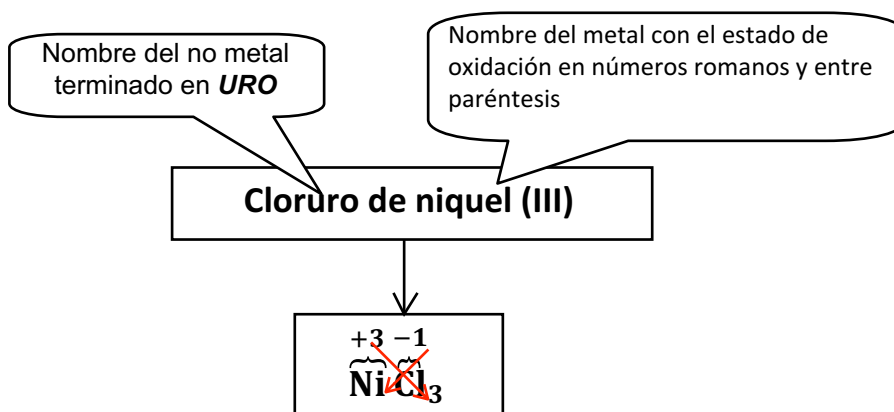 Nombre del no metal
terminado en URO
Nombre del metal con el estado de
oxidación en números romanos y entre
paréntesis
Cloruro de niquel (III)
+3 −1
NiCl₃